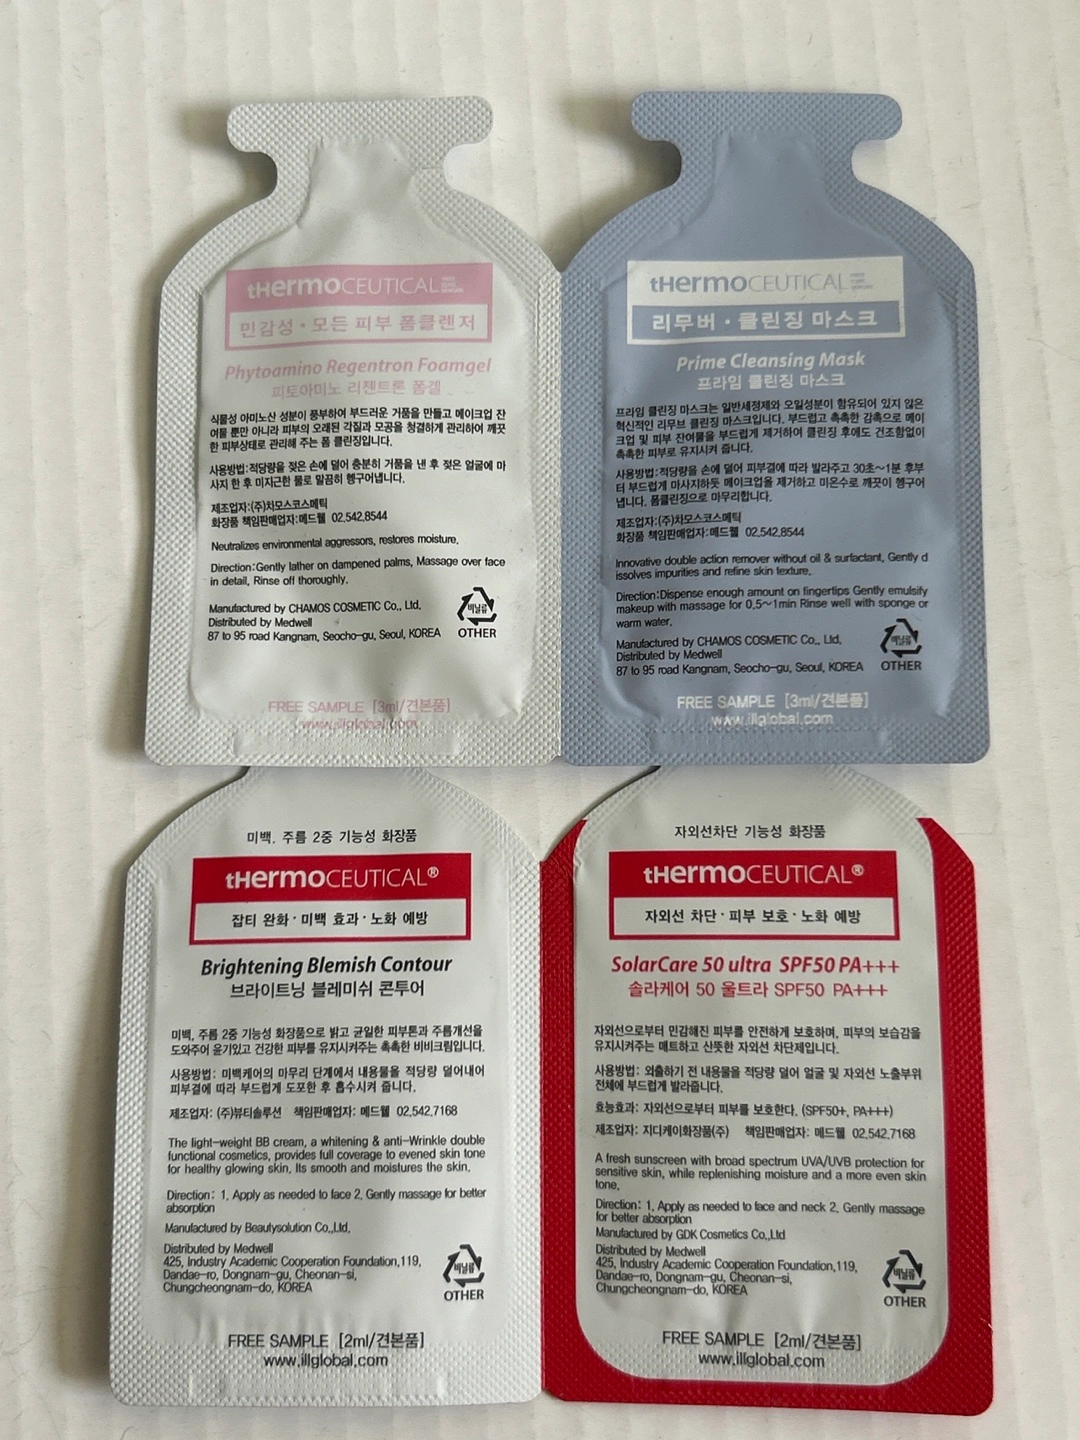 tHermoCEUTICAL
민감성 · 모든 피부 폼클렌저
Phytoamino Regentron Foamgel
피토아미노 리젠트론 폼겔
식물성 아미노산 성분이 풍부하여 부드러운 거품을 만들고 메이크업 잔
여물 뿐만 아니라 피부의 오래된 각질과 모공을 청결하게 관리하여 깨끗
한 피부상태로 관리해 주는 폼 클린징입니다.
사용방법:적당량을 젖은 손에 덜어 충분히 거품을 낸 후 젖은 얼굴에 마
사지 한 후 미지근한 물로 말끔히 헹구어냅니다.
제조업자:(주)차모스코스메틱
화장품 책임판매업자:메드웰 02.542.8544
Neutralizes environmental aggressors, restores moisture.
Direction:Gently lather on dampened palms, Massage over face
in detail, Rinse off thoroughly.
Manufactured by CHAMOS COSMETIC Co., Ltd.
Distributed by Medwell
87 to 95 road Kangnam, Seocho-gu, Seoul, KOREA
비닐류
OTHER
FREE SAMPLE [3ml/견본품]
www.illglobal.com
tHermoCEUTICAL
리무버 · 클린징 마스크
Prime Cleansing Mask
프라임 클린징 마스크
프라임 클린징 마스크는 일반세정제와 오일성분이 함유되어 있지 않은
혁신적인 리무브 클린징 마스크입니다. 부드럽고 촉촉한 감촉으로 메이
크업 및 피부 잔여물을 부드럽게 제거하여 클린징 후에도 건조함없이
촉촉한 피부로 유지시켜 줍니다.
사용방법:적당량을 손에 덜어 피부결에 따라 발라주고 30초~1분 후부
터 부드럽게 마사지하듯 메이크업을 제거하고 미온수로 깨끗이 헹구어
냅니다. 폼클린징으로 마무리합니다.
제조업자:(주)차모스코스메틱
화장품 책임판매업자:메드웰 02.542.8544
Innovative double action remover without oil & surfactant, Gently d
issolves impurities and refine skin texture.
Direction:Dispense enough amount on fingertips Gently emulsify
makeup with massage for 0.5~1min Rinse well with sponge or
warm water.
Manufactured by CHAMOS COSMETIC Co., Ltd.
Distributed by Medwell
87 to 95 road Kangnam, Seocho-gu, Seoul, KOREA
비닐류
OTHER
FREE SAMPLE [3ml/견본품]
www.illglobal.com
미백, 주름 2중 기능성 화장품
tHermoCEUTICAL®
잡티 완화 · 미백 효과 · 노화 예방
Brightening Blemish Contour
브라이트닝 블레미쉬 콘투어
미백, 주름 2중 기능성 화장품으로 밝고 균일한 피부톤과 주름개선을
도와주어 윤기있고 건강한 피부를 유지시켜주는 촉촉한 비비크림입니다.
사용방법: 미백케어의 마무리 단계에서 내용물을 적당량 덜어내어
피부결에 따라 부드럽게 도포한 후 흡수시켜 줍니다.
제조업자: (주)뷰티솔루션 책임판매업자: 메드웰 02.542.7168
The light-weight BB cream, a whitening & anti-Wrinkle double
functional cosmetics, provides full coverage to evened skin tone
for healthy glowing skin. Its smooth and moistures the skin.
Direction: 1. Apply as needed to face 2. Gently massage for better
absorption
Manufactured by Beautysolution Co.,Ltd.
Distributed by Medwell
425, Industry Academic Cooperation Foundation,119,
Dandae-ro, Dongnam-gu, Cheonan-si,
Chungcheongnam-do, KOREA
비닐류
OTHER
FREE SAMPLE [2ml/견본품]
www.illglobal.com
자외선차단 기능성 화장품
tHermoCEUTICAL®
자외선 차단 · 피부 보호 · 노화 예방
SolarCare 50 ultra SPF50 PA+++
솔라케어 50 울트라 SPF50 PA+++
자외선으로부터 민감해진 피부를 안전하게 보호하며, 피부의 보습감을
유지시켜주는 매트하고 산뜻한 자외선 차단제입니다.
사용방법: 외출하기 전 내용물을 적당량 덜어 얼굴 및 자외선 노출부위
전체에 부드럽게 발라줍니다.
효능효과: 자외선으로부터 피부를 보호한다. (SPF50+, PA+++)
제조업자: 지디케이화장품(주) 책임판매업자: 메드웰 02.542.7168
A fresh sunscreen with broad spectrum UVA/UVB protection for
sensitive skin, while replenishing moisture and a more even skin
tone.
Direction: 1. Apply as needed to face and neck 2. Gently massage
for better absorption
Manufactured by GDK Cosmetics Co.,Ltd
Distributed by Medwell
425, Industry Academic Cooperation Foundation,119,
Dandae-ro, Dongnam-gu, Cheonan-si,
Chungcheongnam-do, KOREA
비닐류
OTHER
FREE SAMPLE [2ml/견본품]
www.illglobal.com